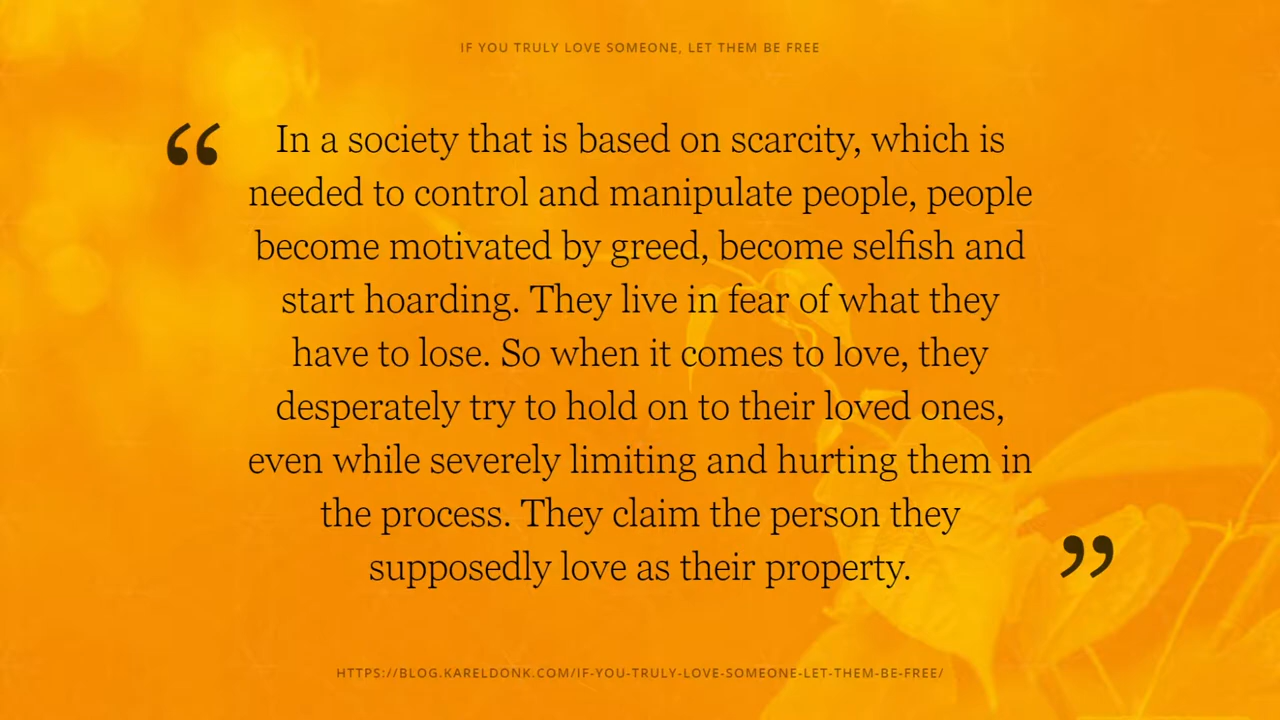 IF YOU TRULY LOVE SOMEONE, LET THEM BE FREE
“ In a society that is based on scarcity, which is
needed to control and manipulate people, people
become motivated by greed, become selfish and
start hoarding. They live in fear of what they
have to lose. So when it comes to love, they
desperately try to hold on to their loved ones,
even while severely limiting and hurting them in
the process. They claim the person they
supposedly love as their property. ”
HTTPS://BLOG.KARELDONK.COM/IF-YOU-TRULY-LOVE-SOMEONE-LET-THEM-BE-FREE/